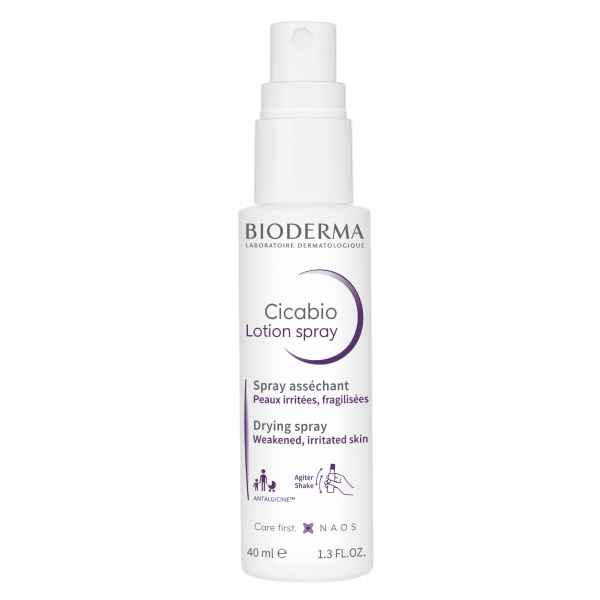 BIODERMA
LABORATOIRE DERMATOLOGIQUE
Cicabio
Lotion spray
Spray asséchant
Peaux irritées, fragilisées
Drying spray
Weakened, irritated skin
Agiter
Shake
ANTALGICINE™
Care first. NAOS
40 ml ℮ 1.3 FL.OZ.